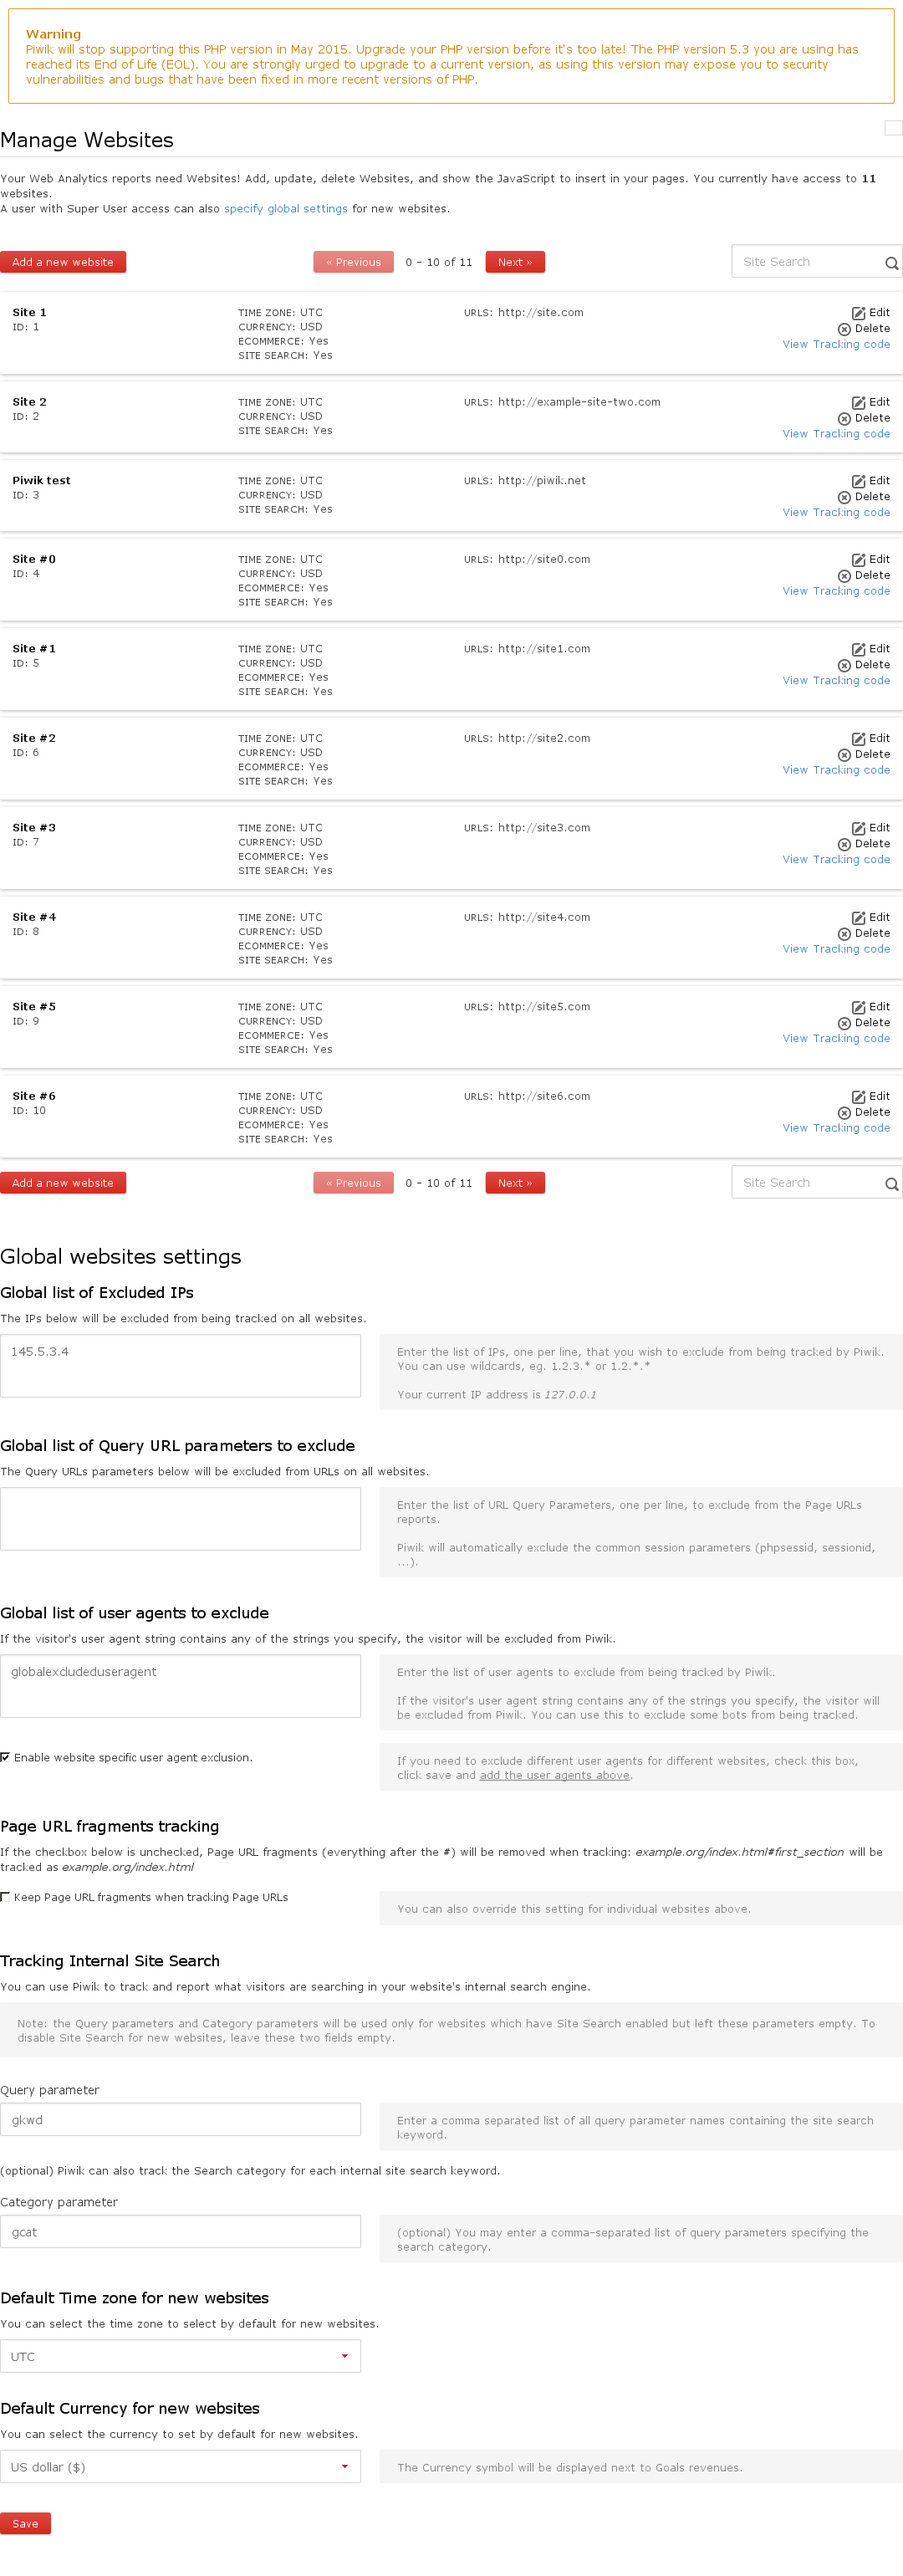 Warning
Piwik will stop supporting this PHP version in May 2015. Upgrade your PHP version before it's too late! The PHP version 5.3 you are using has
reached its End of Life (EOL). You are strongly urged to upgrade to a current version, as using this version may expose you to security
vulnerabilities and bugs that have been fixed in more recent versions of PHP.
Manage Websites
Your Web Analytics reports need Websites! Add, update, delete Websites, and show the JavaScript to insert in your pages. You currently have access to 11
websites.
A user with Super User access can also specify global settings for new websites.
Add a new website « Previous 0 - 10 of 11 Next » Site Search
Site 1 TIME ZONE: UTC URLS: http://site.com Edit
ID: 1 CURRENCY: USD Delete
ECOMMERCE: Yes View Tracking code
SITE SEARCH: Yes
Site 2 TIME ZONE: UTC URLS: http://example-site-two.com Edit
ID: 2 CURRENCY: USD Delete
SITE SEARCH: Yes View Tracking code
Piwik test TIME ZONE: UTC URLS: http://piwik.net Edit
ID: 3 CURRENCY: USD Delete
SITE SEARCH: Yes View Tracking code
Site #0 TIME ZONE: UTC URLS: http://site0.com Edit
ID: 4 CURRENCY: USD Delete
ECOMMERCE: Yes View Tracking code
SITE SEARCH: Yes
Site #1 TIME ZONE: UTC URLS: http://site1.com Edit
ID: 5 CURRENCY: USD Delete
ECOMMERCE: Yes View Tracking code
SITE SEARCH: Yes
Site #2 TIME ZONE: UTC URLS: http://site2.com Edit
ID: 6 CURRENCY: USD Delete
ECOMMERCE: Yes View Tracking code
SITE SEARCH: Yes
Site #3 TIME ZONE: UTC URLS: http://site3.com Edit
ID: 7 CURRENCY: USD Delete
ECOMMERCE: Yes View Tracking code
SITE SEARCH: Yes
Site #4 TIME ZONE: UTC URLS: http://site4.com Edit
ID: 8 CURRENCY: USD Delete
ECOMMERCE: Yes View Tracking code
SITE SEARCH: Yes
Site #5 TIME ZONE: UTC URLS: http://site5.com Edit
ID: 9 CURRENCY: USD Delete
ECOMMERCE: Yes View Tracking code
SITE SEARCH: Yes
Site #6 TIME ZONE: UTC URLS: http://site6.com Edit
ID: 10 CURRENCY: USD Delete
ECOMMERCE: Yes View Tracking code
SITE SEARCH: Yes
Add a new website « Previous 0 - 10 of 11 Next » Site Search
Global websites settings
Global list of Excluded IPs
The IPs below will be excluded from being tracked on all websites.
145.5.3.4
Enter the list of IPs, one per line, that you wish to exclude from being tracked by Piwik.
You can use wildcards, eg. 1.2.3.* or 1.2.*.*
Your current IP address is 127.0.0.1
Global list of Query URL parameters to exclude
The Query URLs parameters below will be excluded from URLs on all websites.
Enter the list of URL Query Parameters, one per line, to exclude from the Page URLs
reports.
Piwik will automatically exclude the common session parameters (phpsessid, sessionid,
...).
Global list of user agents to exclude
If the visitor's user agent string contains any of the strings you specify, the visitor will be excluded from Piwik.
globalexcludeduseragent
Enter the list of user agents to exclude from being tracked by Piwik.
If the visitor's user agent string contains any of the strings you specify, the visitor will
be excluded from Piwik. You can use this to exclude some bots from being tracked.
Enable website specific user agent exclusion.
If you need to exclude different user agents for different websites, check this box,
click save and add the user agents above.
Page URL fragments tracking
If the checkbox below is unchecked, Page URL fragments (everything after the #) will be removed when tracking: example.org/index.html#first_section will be
tracked as example.org/index.html
Keep Page URL fragments when tracking Page URLs
You can also override this setting for individual websites above.
Tracking Internal Site Search
You can use Piwik to track and report what visitors are searching in your website's internal search engine.
Note: the Query parameters and Category parameters will be used only for websites which have Site Search enabled but left these parameters empty. To
disable Site Search for new websites, leave these two fields empty.
Query parameter
gkwd
Enter a comma separated list of all query parameter names containing the site search
keyword.
(optional) Piwik can also track the Search category for each internal site search keyword.
Category parameter
gcat
(optional) You may enter a comma-separated list of query parameters specifying the
search category.
Default Time zone for new websites
You can select the time zone to select by default for new websites.
UTC
Default Currency for new websites
You can select the currency to set by default for new websites.
US dollar ($)
The Currency symbol will be displayed next to Goals revenues.
Save